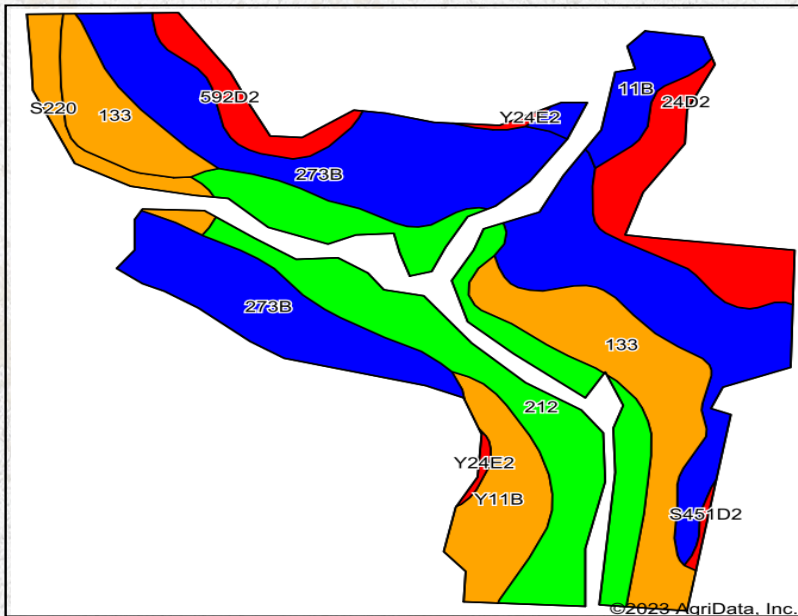 11B
592D2
24D2
S220
133
Y24E2
273B
273B
133
212
Y24E2
Y11B
S451D2
©2023 AgriData, Inc.